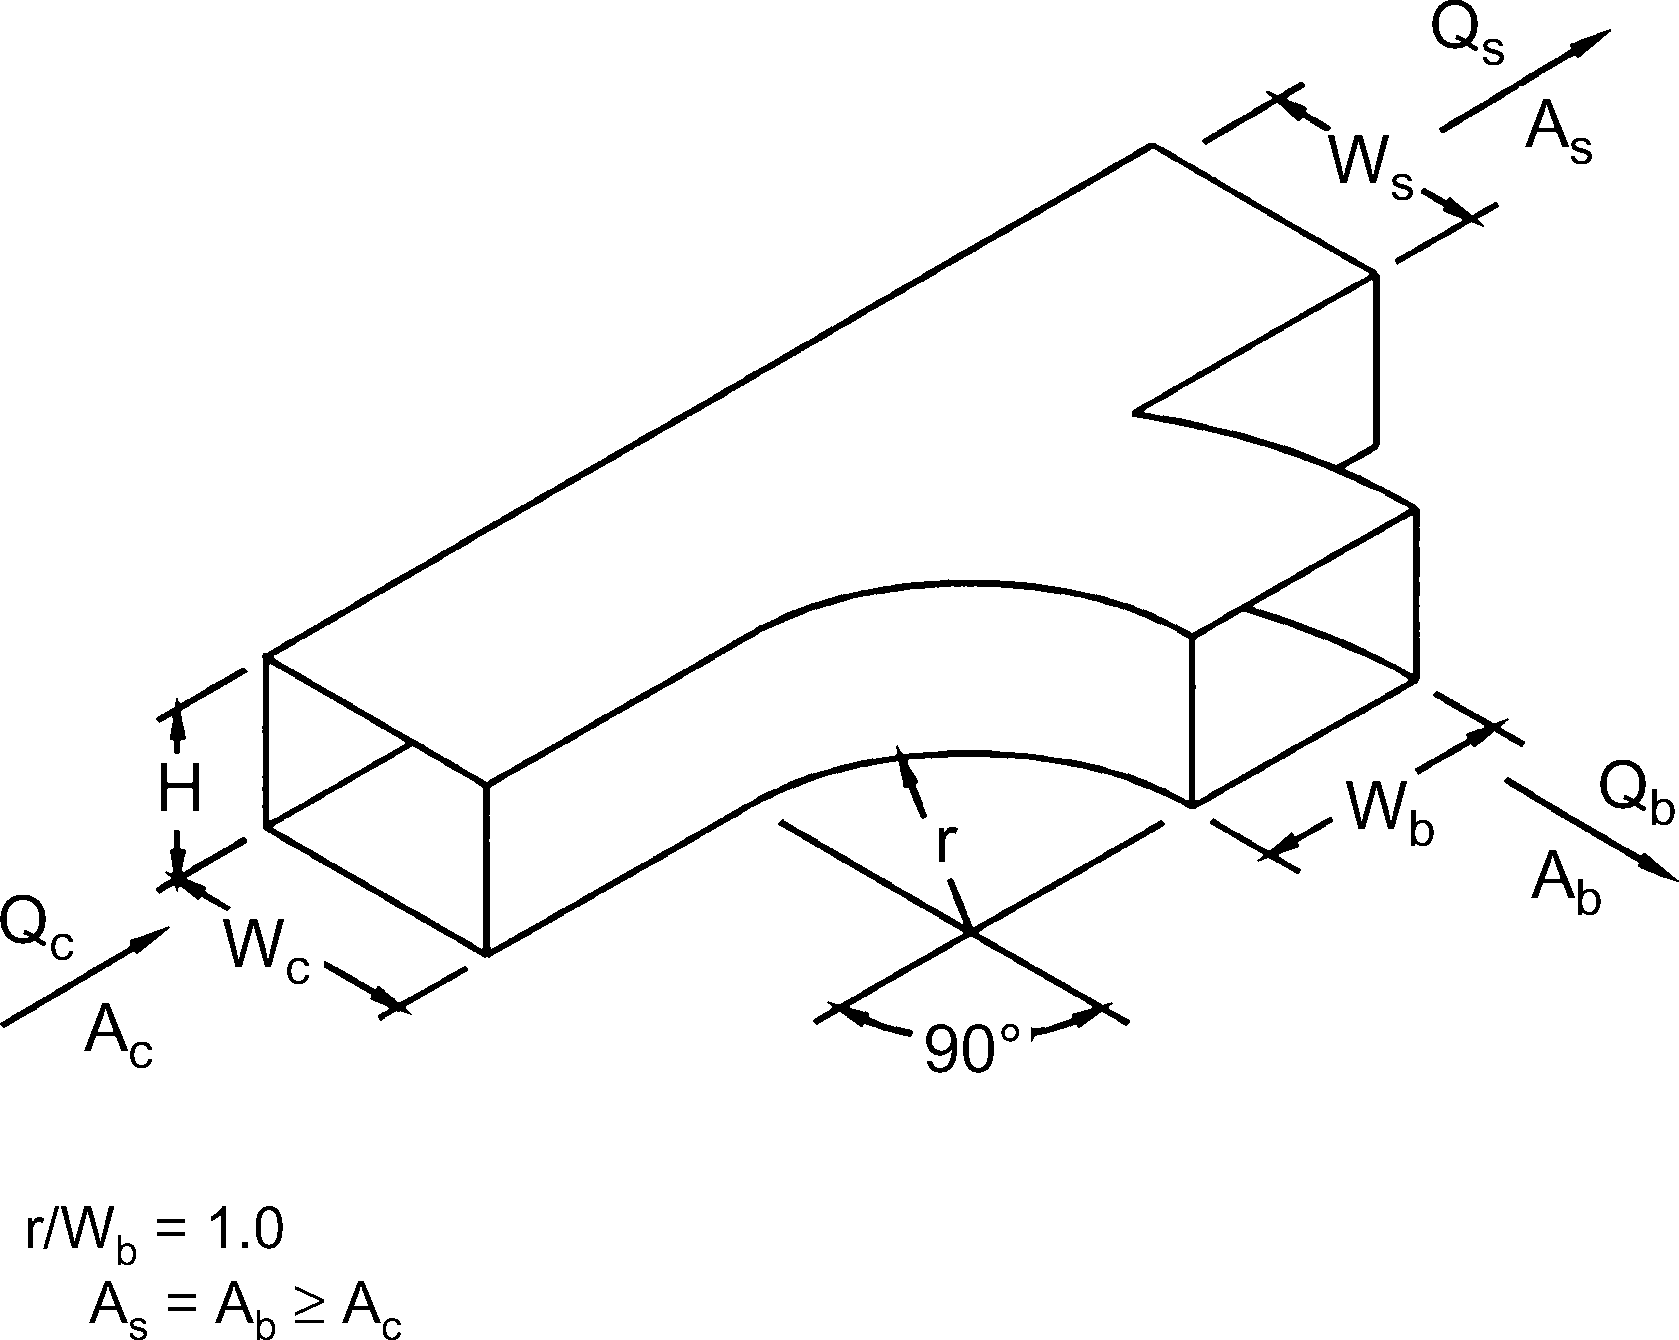 Qs
As
Ws
H
Qc
Wc
Ac
r
90°
Wb
Qb
Ab
r/Wb = 1.0
As = Ab ≥ Ac